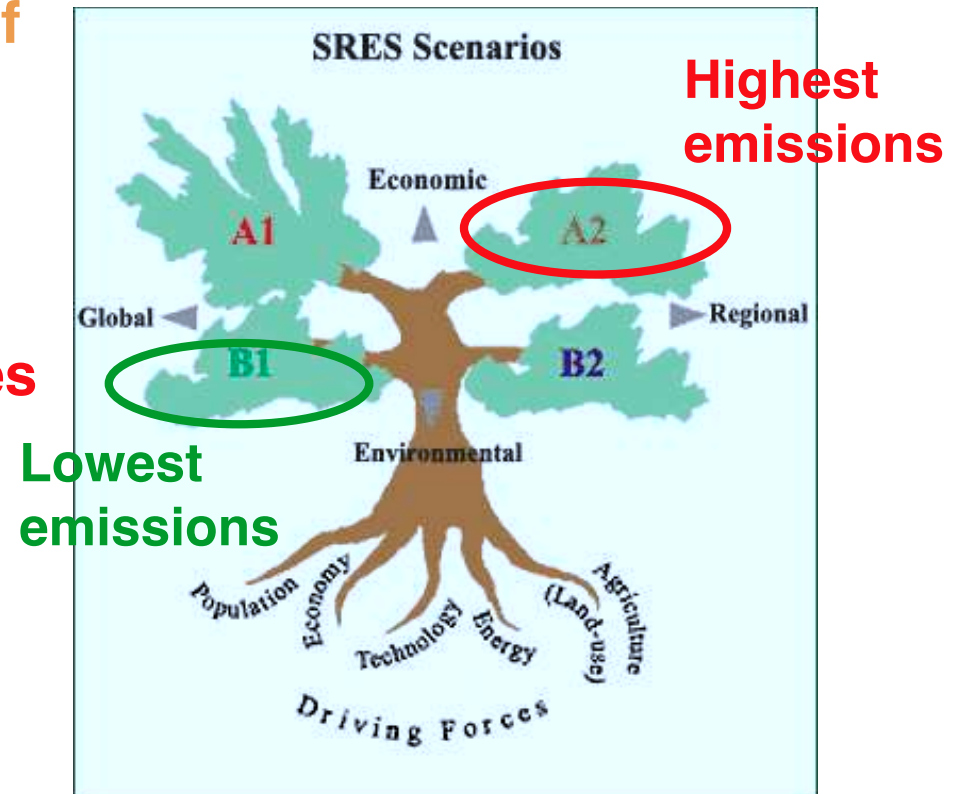 f
SRES Scenarios
Highest
emissions
Economic
A1
A2
Global
Regional
es
B1
B2
Lowest
emissions
Environmental
Population
Economy
Technology
Energy
(Land-use)
Agriculture
Driving Forces